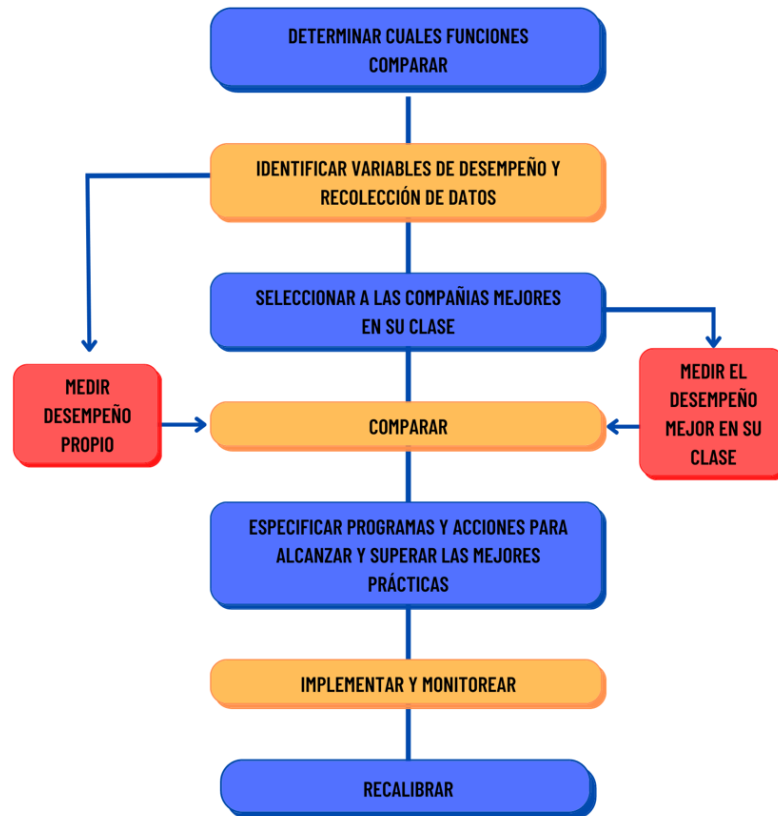 DETERMINAR CUALES FUNCIONES
COMPARAR
IDENTIFICAR VARIABLES DE DESEMPEÑO Y
RECOLECCIÓN DE DATOS
SELECCIONAR A LAS COMPAÑIAS MEJORES
EN SU CLASE
MEDIR
DESEMPEÑO
PROPIO
COMPARAR
MEDIR EL
DESEMPEÑO
MEJOR EN SU
CLASE
ESPECIFICAR PROGRAMAS Y ACCIONES PARA
ALCANZAR Y SUPERAR LAS MEJORES
PRÁCTICAS
IMPLEMENTAR Y MONITOREAR
RECALIBRAR